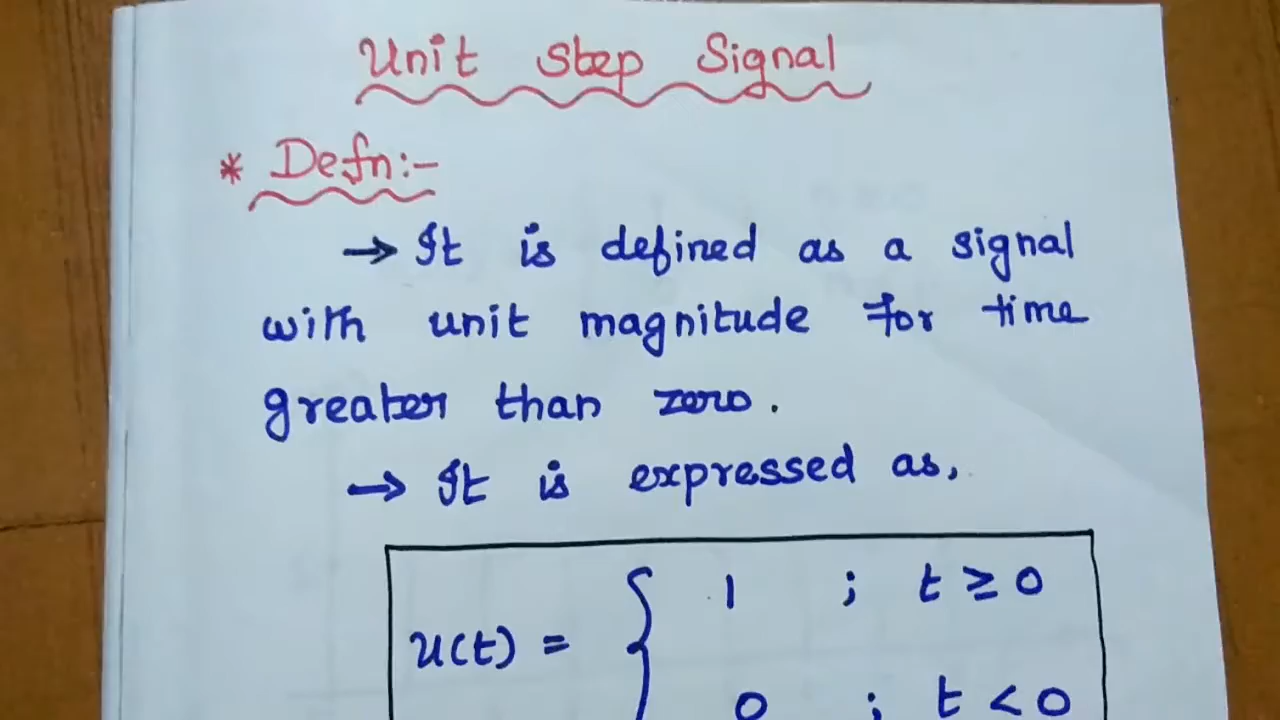 Unit Step Signal
* Defn:-
→ It is defined as a signal
with unit magnitude for time
greater than zero.
→ It is expressed as,
u(t) = { 1 ; t ≥ 0
0 ; t < 0